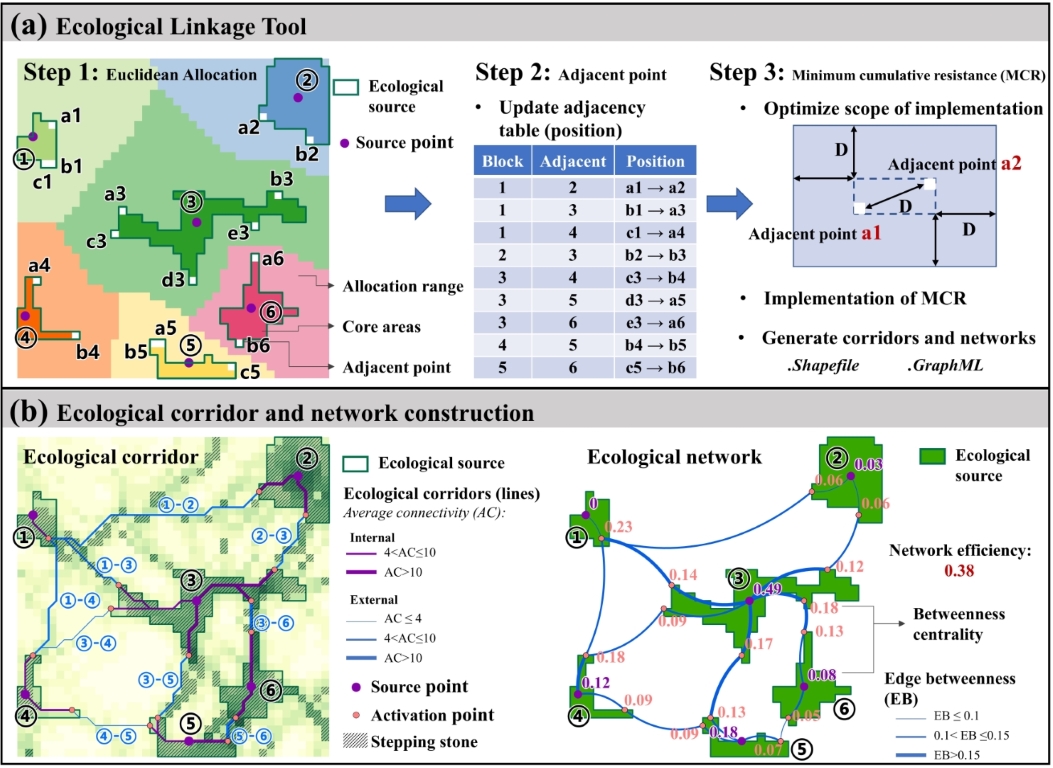 (a) Ecological Linkage Tool
Step 1: Euclidean Allocation
②
a1
a2
b2
①
b1
c1
③
a3
b3
c3
e3
d3
a4
a6
④
b4
a5
⑤
b5
c5
⑥
b6
Ecological
source
Source point
Allocation range
Core areas
Adjacent point
Step 2: Adjacent point
• Update adjacency
table (position)
Block Adjacent Position
1 2 a1 → a2
1 3 b1 → a3
1 4 c1 → a4
2 3 b2 → b3
3 4 c3 → b4
3 5 d3 → a5
3 6 e3 → a6
4 5 b4 → b5
5 6 c5 → b6
Step 3: Minimum cumulative resistance (MCR)
• Optimize scope of implementation
D
Adjacent point a2
D
Adjacent point a1
D
• Implementation of MCR
• Generate corridors and networks
.Shapefile .GraphML
(b) Ecological corridor and network construction
Ecological corridor
②
①-②
②-③
①
①-③
③
①-④
③-④
③-⑥
③-⑤
⑥
④
④-⑤
⑤
⑤-⑥
Ecological source
Ecological corridors (lines)
Average connectivity (AC):
Internal
4<AC≤10
AC>10
External
AC ≤ 4
4<AC≤10
AC>10
Source point
Activation point
Stepping stone
Ecological network
②
0.03
0.06
0.06
0
①
0.23
0.14
③
0.49
0.12
0.09
0.18
0.13
0.17
0.18
0.12
④
0.09
0.08
⑥
0.13
0.09
0.18
0.05
0.07
⑤
Ecological
source
Network efficiency:
0.38
Betweenness
centrality
Edge betweenness
(EB)
EB ≤ 0.1
0.1< EB ≤0.15
EB>0.15